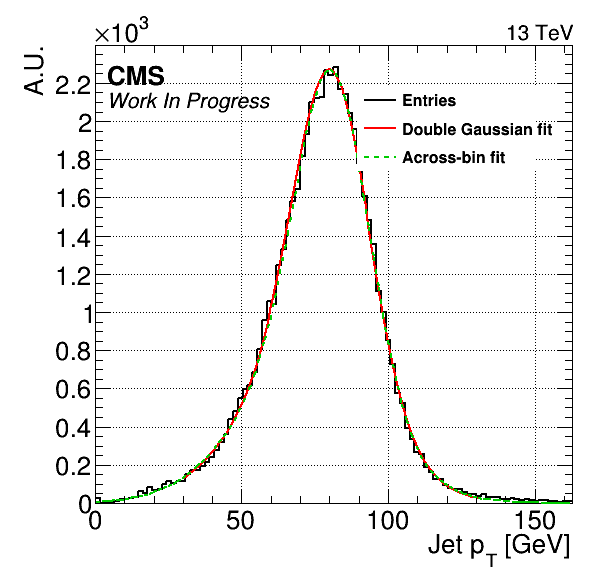 ×10³
13 TeV
A.U.
CMS
Work In Progress
Entries
Double Gaussian fit
Across-bin fit
2.2
2
1.8
1.6
1.4
1.2
1
0.8
0.6
0.4
0.2
0
0 50 100 150
Jet p_T [GeV]